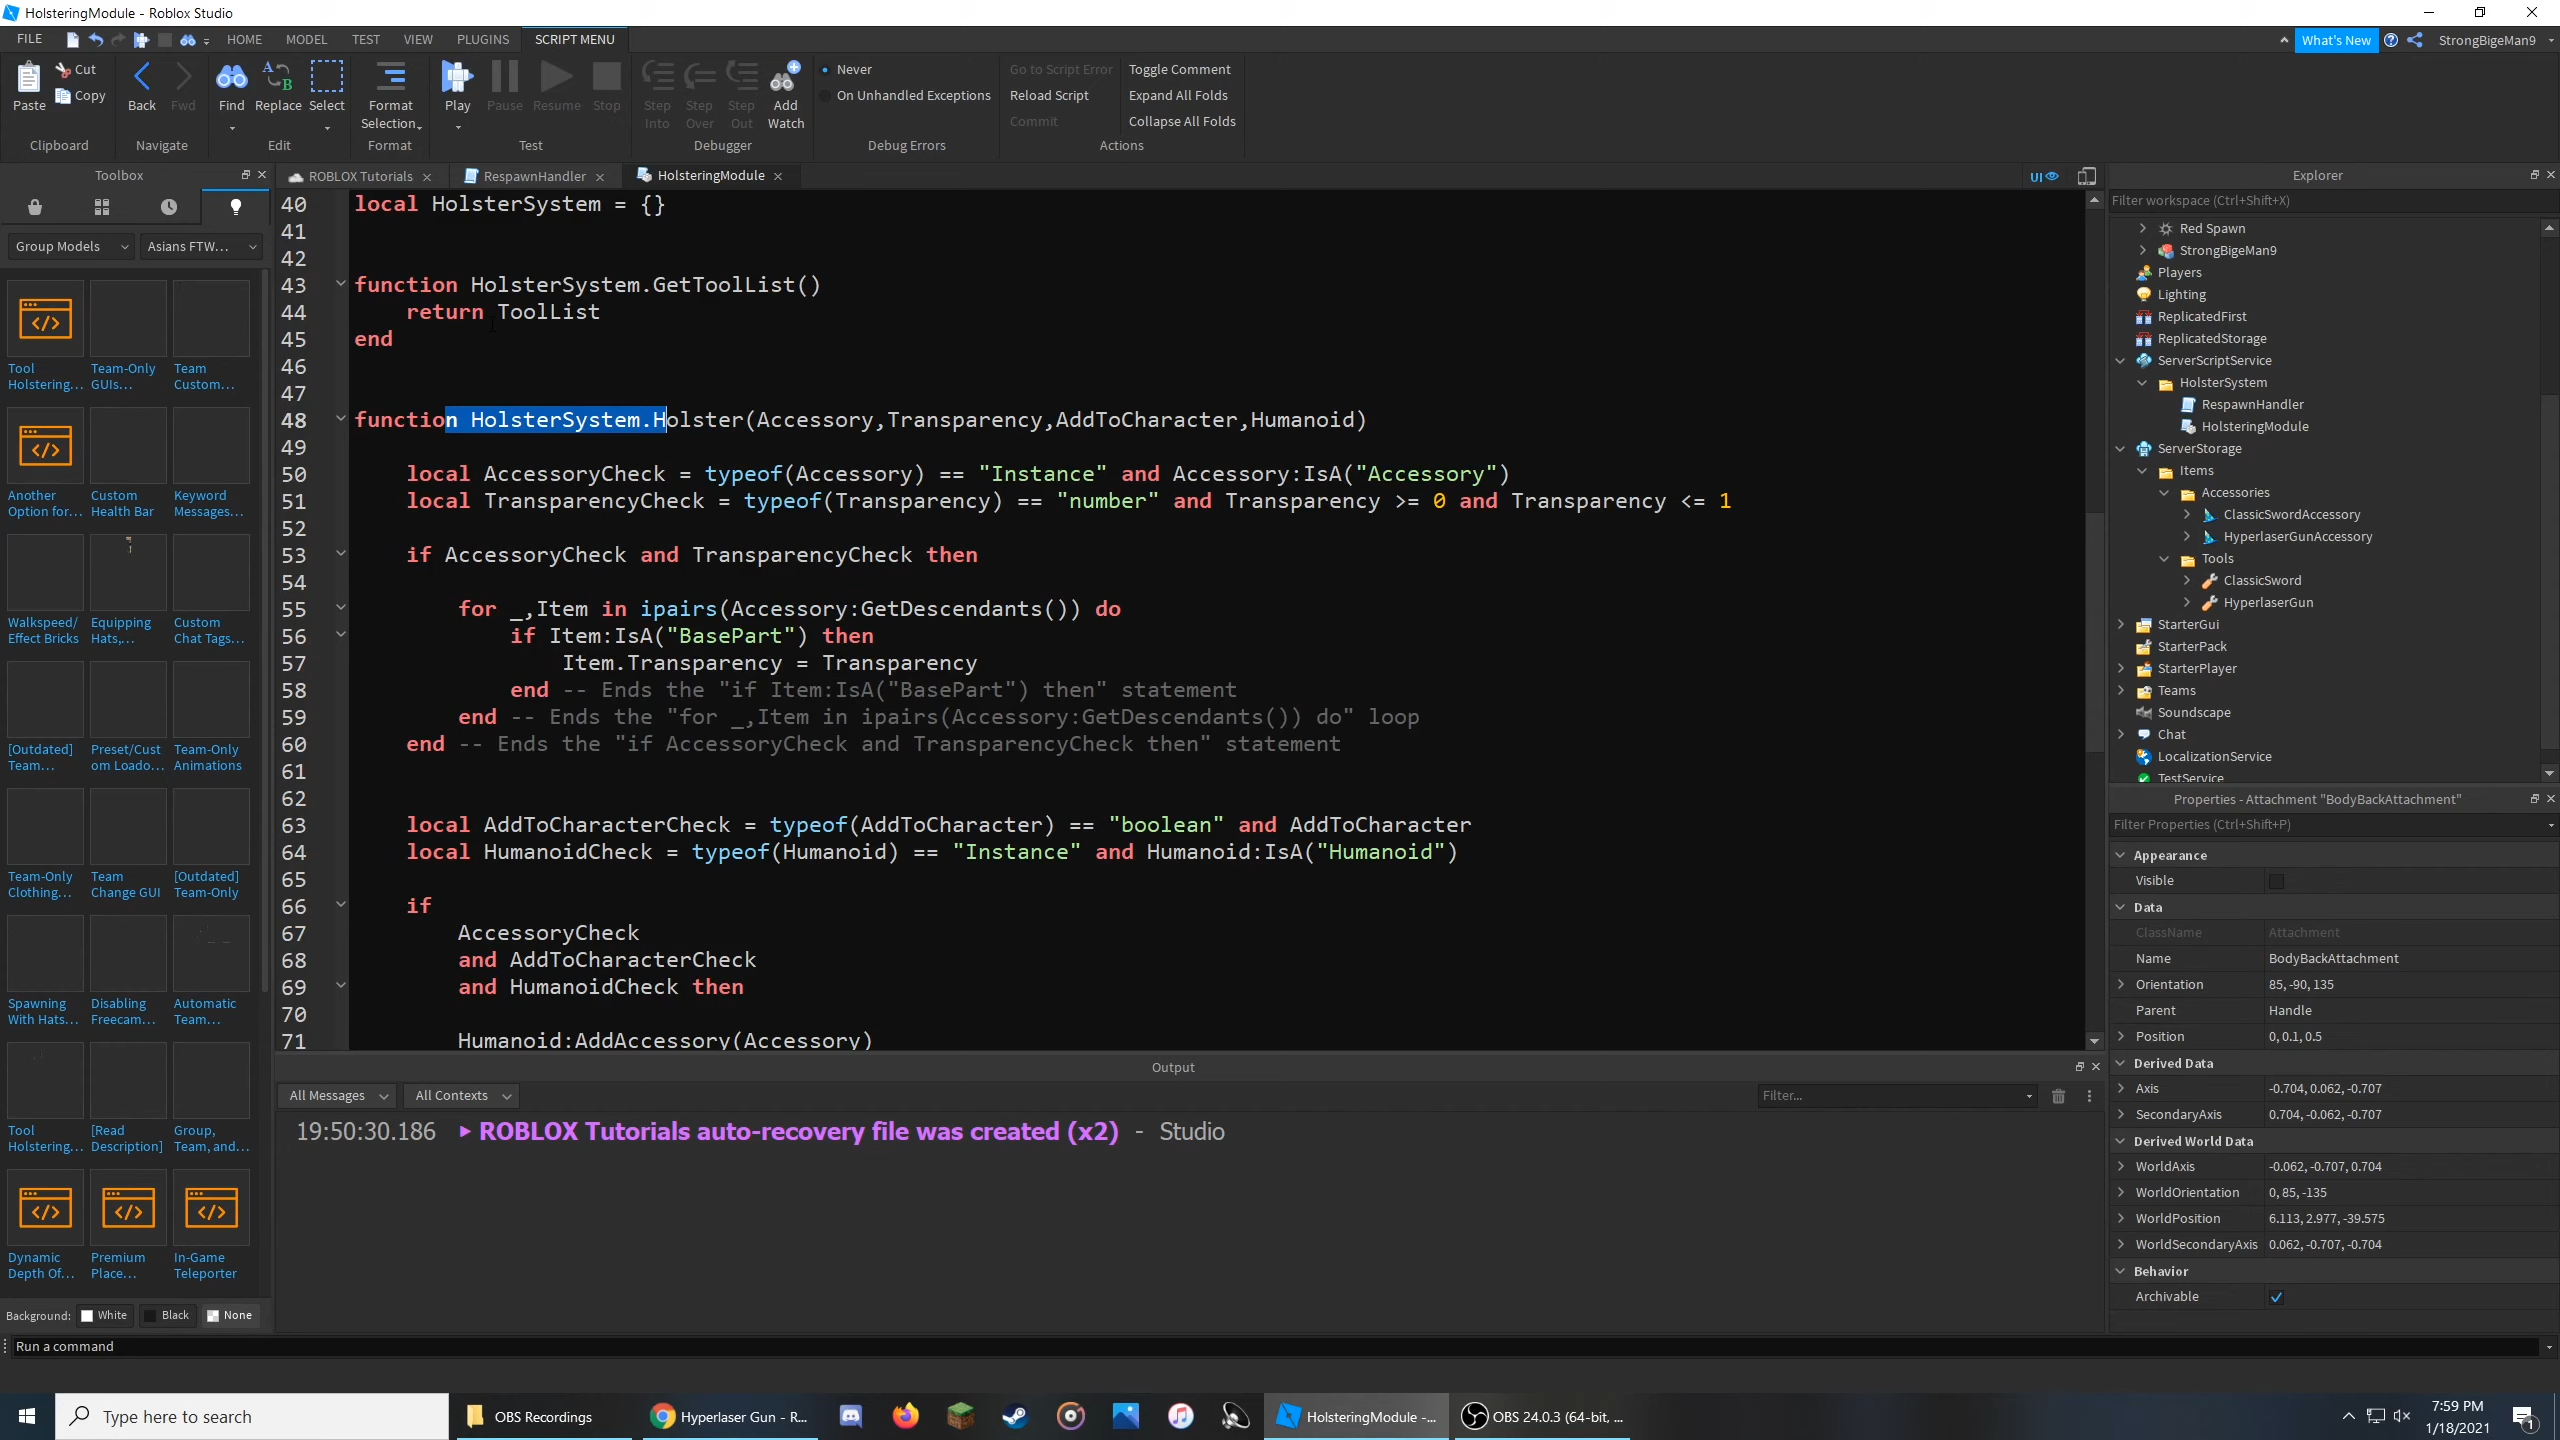 HolsteringModule - Roblox Studio
FILE HOME MODEL TEST VIEW PLUGINS SCRIPT MENU What's New StrongBigeMan9
Paste Cut Copy Back Fwd Find Replace Select Format Selection Play Pause Resume Stop Step Into Step Over Step Out Add Watch Never On Unhandled Exceptions Go to Script Error Reload Script Commit Toggle Comment Expand All Folds Collapse All Folds
Clipboard Navigate Edit Format Test Debugger Debug Errors Actions
Toolbox
ROBLOX Tutorials RespawnHandler HolsteringModule UI
Group Models Asians FTW...
Tool Holstering... Team-Only GUIs... Team Custom...
Another Option for... Custom Health Bar Keyword Messages...
Walkspeed/ Effect Bricks Equipping Hats,... Custom Chat Tags...
[Outdated] Team... Preset/Cust om Loado... Team-Only Animations
Team-Only Clothing... Team Change GUI [Outdated] Team-Only
Spawning With Hats... Disabling Freecam... Automatic Team...
Tool Holstering... [Read Description] Group, Team, and...
Dynamic Depth Of... Premium Place... In-Game Teleporter
Background: White Black None
40 local HolsterSystem = {}
41
42
43 function HolsterSystem.GetToolList()
44 return ToolList
45 end
46
47
48 function HolsterSystem.Holster(Accessory,Transparency,AddToCharacter,Humanoid)
49
50 local AccessoryCheck = typeof(Accessory) == "Instance" and Accessory:IsA("Accessory")
51 local TransparencyCheck = typeof(Transparency) == "number" and Transparency >= 0 and Transparency <= 1
52
53 if AccessoryCheck and TransparencyCheck then
54
55 for _,Item in ipairs(Accessory:GetDescendants()) do
56 if Item:IsA("BasePart") then
57 Item.Transparency = Transparency
58 end -- Ends the "if Item:IsA("BasePart") then" statement
59 end -- Ends the "for _,Item in ipairs(Accessory:GetDescendants()) do" loop
60 end -- Ends the "if AccessoryCheck and TransparencyCheck then" statement
61
62
63 local AddToCharacterCheck = typeof(AddToCharacter) == "boolean" and AddToCharacter
64 local HumanoidCheck = typeof(Humanoid) == "Instance" and Humanoid:IsA("Humanoid")
65
66 if
67 AccessoryCheck
68 and AddToCharacterCheck
69 and HumanoidCheck then
70
71 Humanoid:AddAccessory(Accessory)
Output
All Messages All Contexts Filter...
19:50:30.186 ROBLOX Tutorials auto-recovery file was created (x2) - Studio
Explorer
Filter workspace (Ctrl+Shift+X)
Red Spawn
StrongBigeMan9
Players
Lighting
ReplicatedFirst
ReplicatedStorage
ServerScriptService
HolsterSystem
RespawnHandler
HolsteringModule
ServerStorage
Items
Accessories
ClassicSwordAccessory
HyperlaserGunAccessory
Tools
ClassicSword
HyperlaserGun
StarterGui
StarterPack
StarterPlayer
Teams
Soundscape
Chat
LocalizationService
TestService
Properties - Attachment "BodyBackAttachment"
Filter Properties (Ctrl+Shift+P)
Appearance
Visible
Data
ClassName Attachment
Name BodyBackAttachment
Orientation 85, -90, 135
Parent Handle
Position 0, 0.1, 0.5
Derived Data
Axis -0.704, 0.062, -0.707
SecondaryAxis 0.704, -0.062, -0.707
Derived World Data
WorldAxis -0.062, -0.707, 0.704
WorldOrientation 0, 85, -135
WorldPosition 6.113, 2.977, -39.575
WorldSecondaryAxis 0.062, -0.707, -0.704
Behavior
Archivable
Run a command
Type here to search OBS Recordings Hyperlaser Gun - R... HolsteringModule -... OBS 24.0.3 (64-bit, ... 7:59 PM
1/18/2021 1